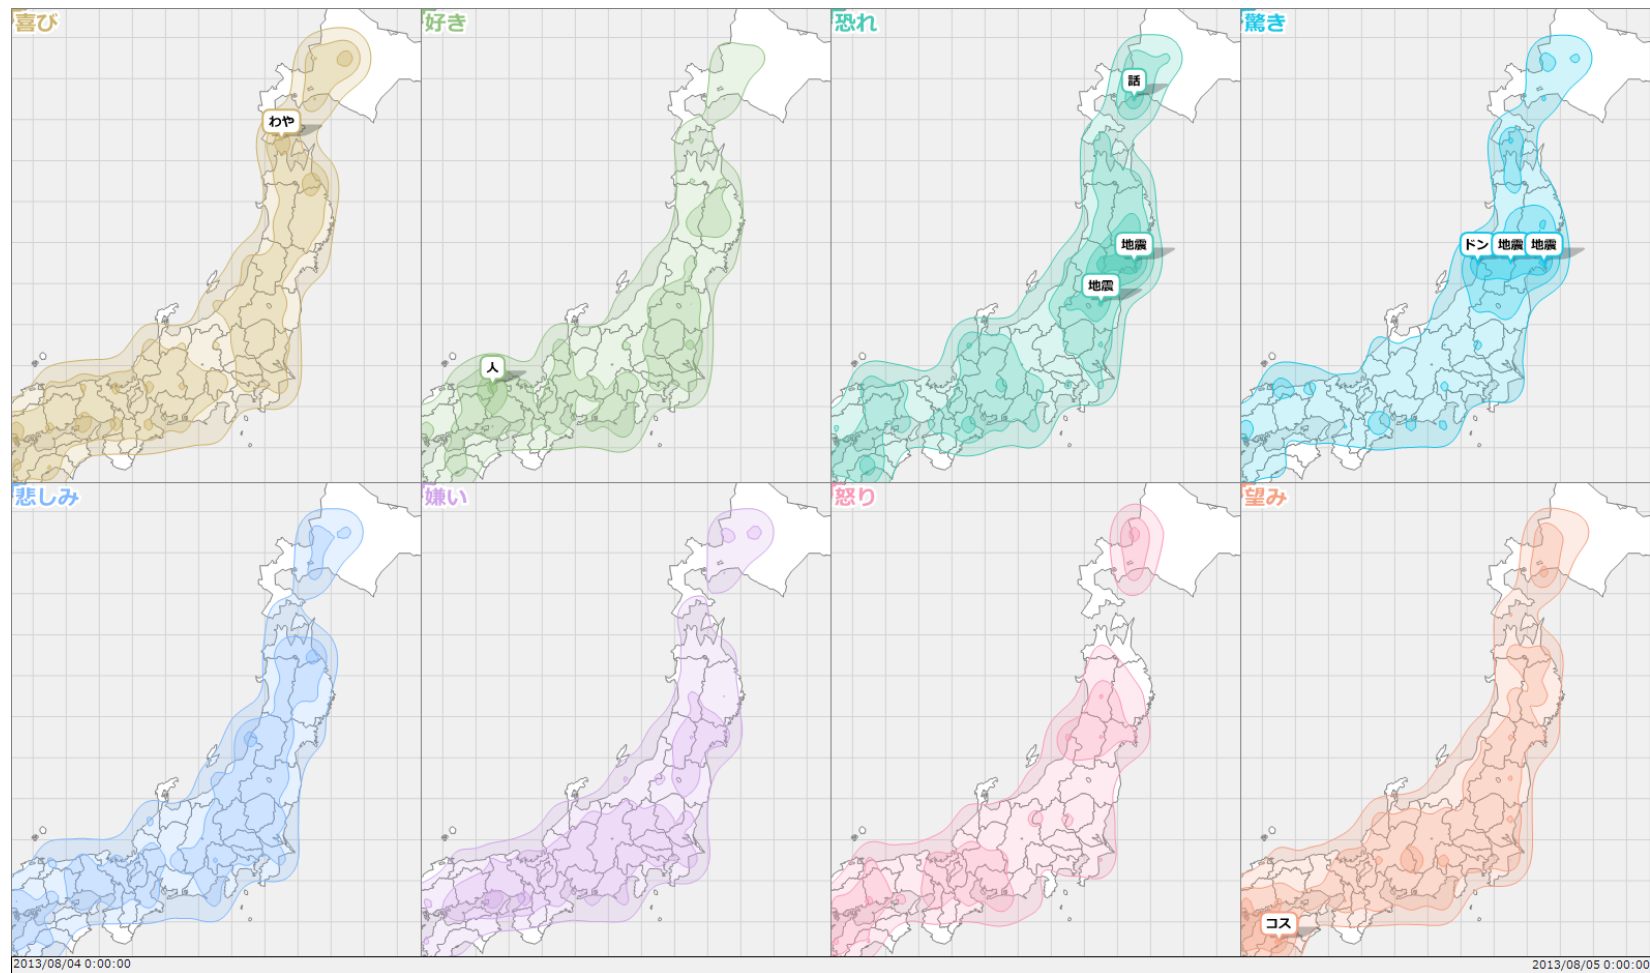 喜び
好き
恐れ
驚き
わや
話
地震
地震
ドン
地震
地震
人
悲しみ
嫌い
怒り
望み
コス
2013/08/04 0:00:00
2013/08/05 0:00:00